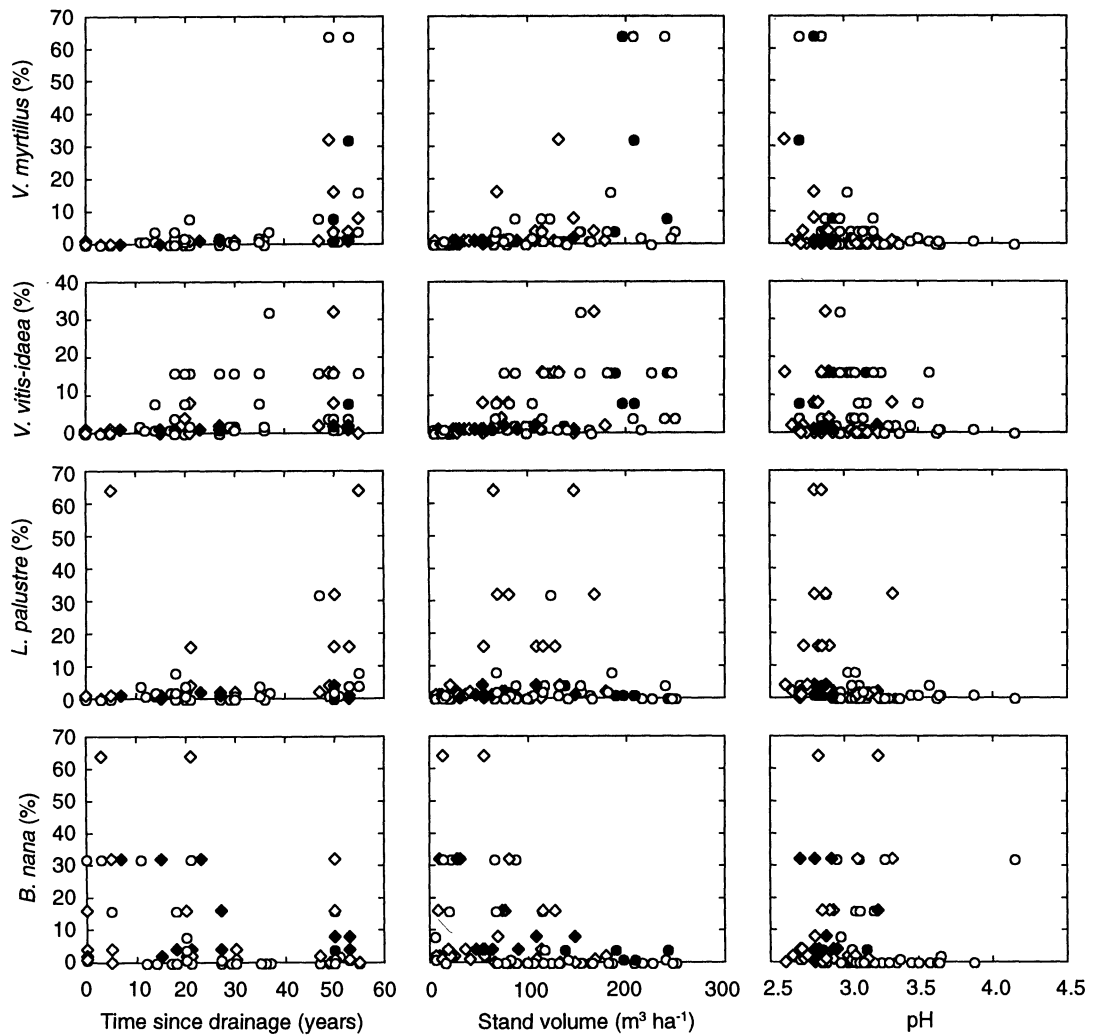 70
60
50
40
30
20
10
0
V. myrtillus (%)
40
30
20
10
0
V. vitis-idaea (%)
70
60
50
40
30
20
10
0
L. palustre (%)
70
60
50
40
30
20
10
0
B. nana (%)
0 10 20 30 40 50 60
Time since drainage (years)
0 100 200 300
Stand volume (m³ ha⁻¹)
2.5 3.0 3.5 4.0 4.5
pH